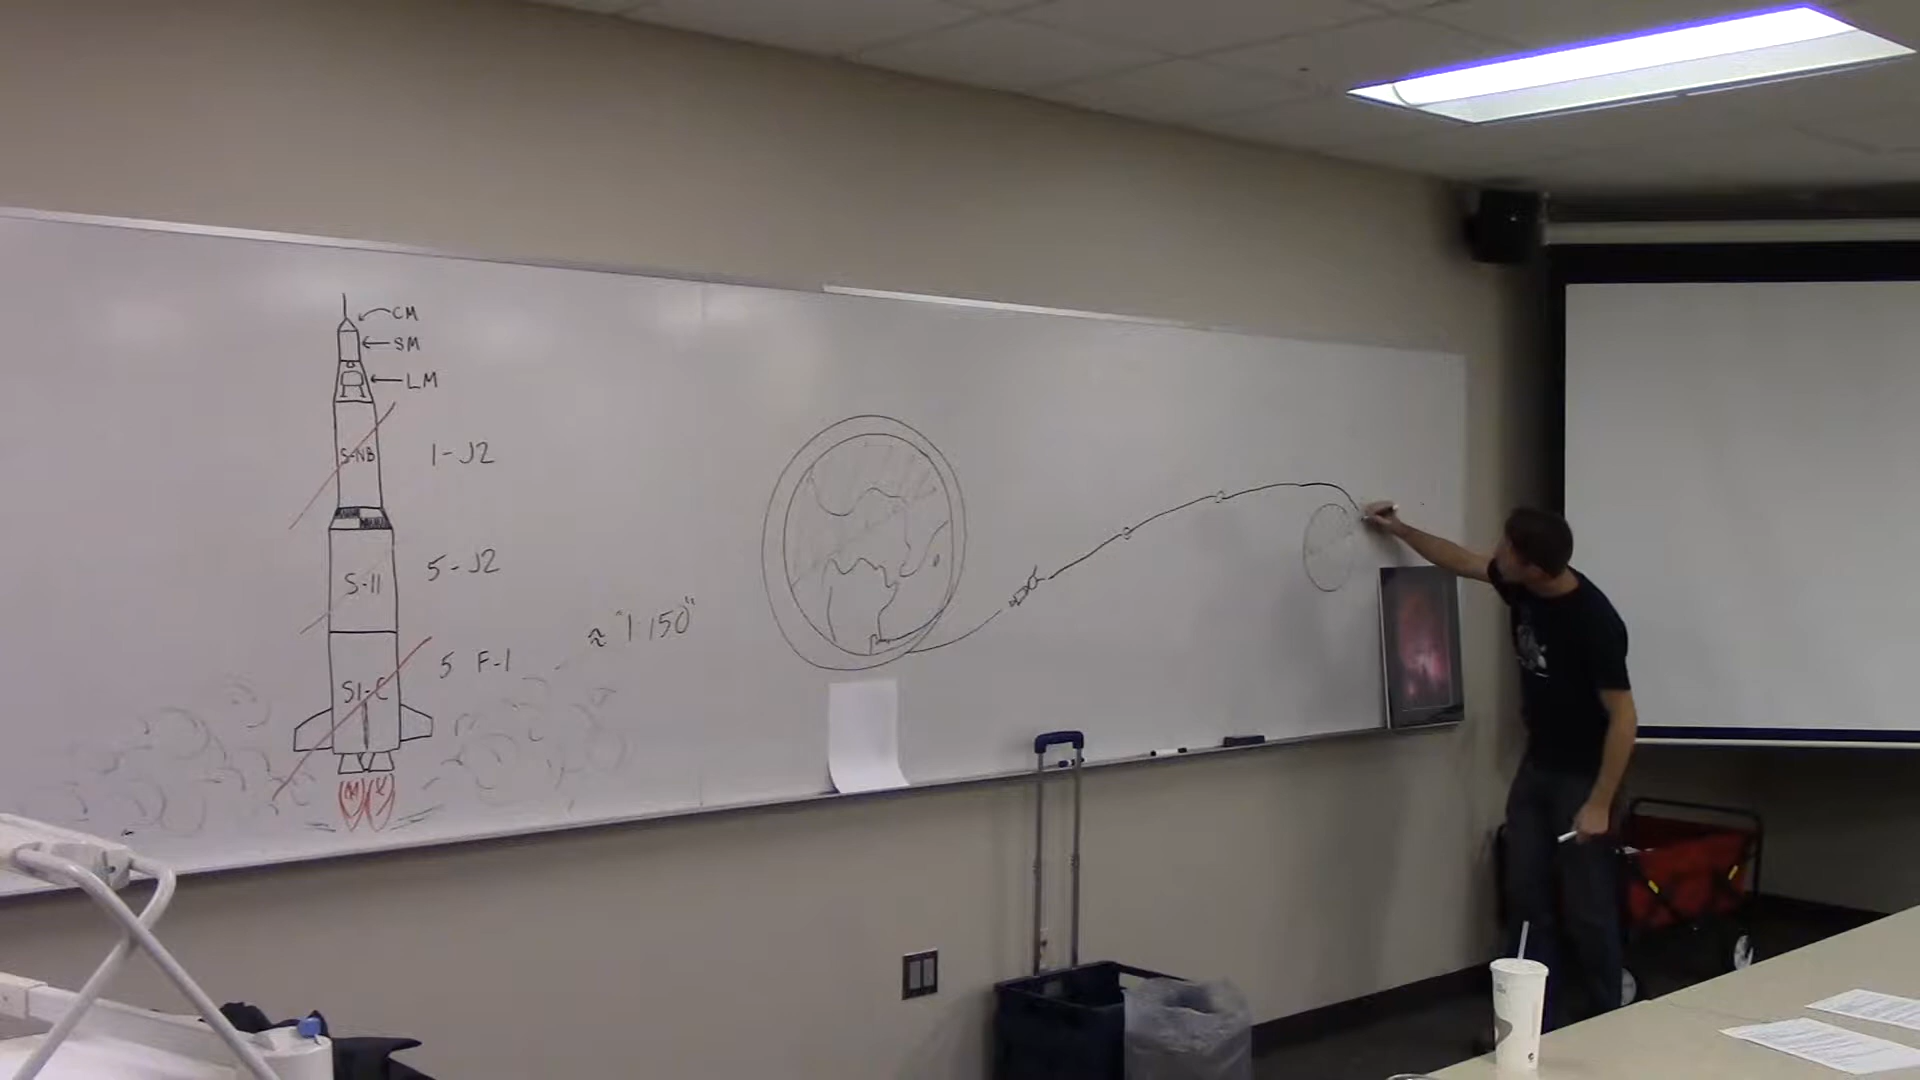 CM
SM
LM
S-IVB
1-J2
S-II
5-J2
≈ "1:150"
S1-C
5 F-1